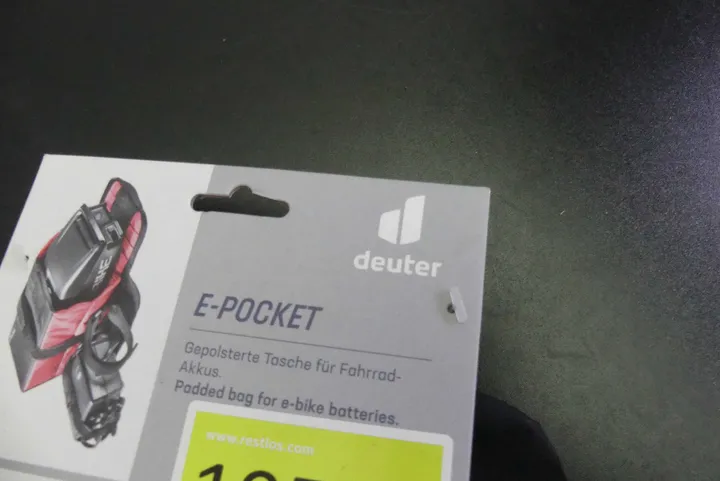 deuter
E-POCKET
Gepolsterte Tasche für Fahrrad-
Akkus.
Padded bag for e-bike batteries.
www.restlos.com